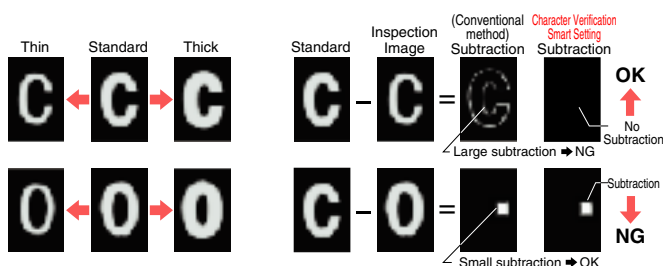 Thin Standard Thick
C C C
O O O
Standard Inspection Image (Conventional method) Subtraction Character Verification Smart Setting Subtraction
C - C =
Large subtraction ➡ NG
OK
No Subtraction
C - O =
Small subtraction ➡ OK
Subtraction
NG